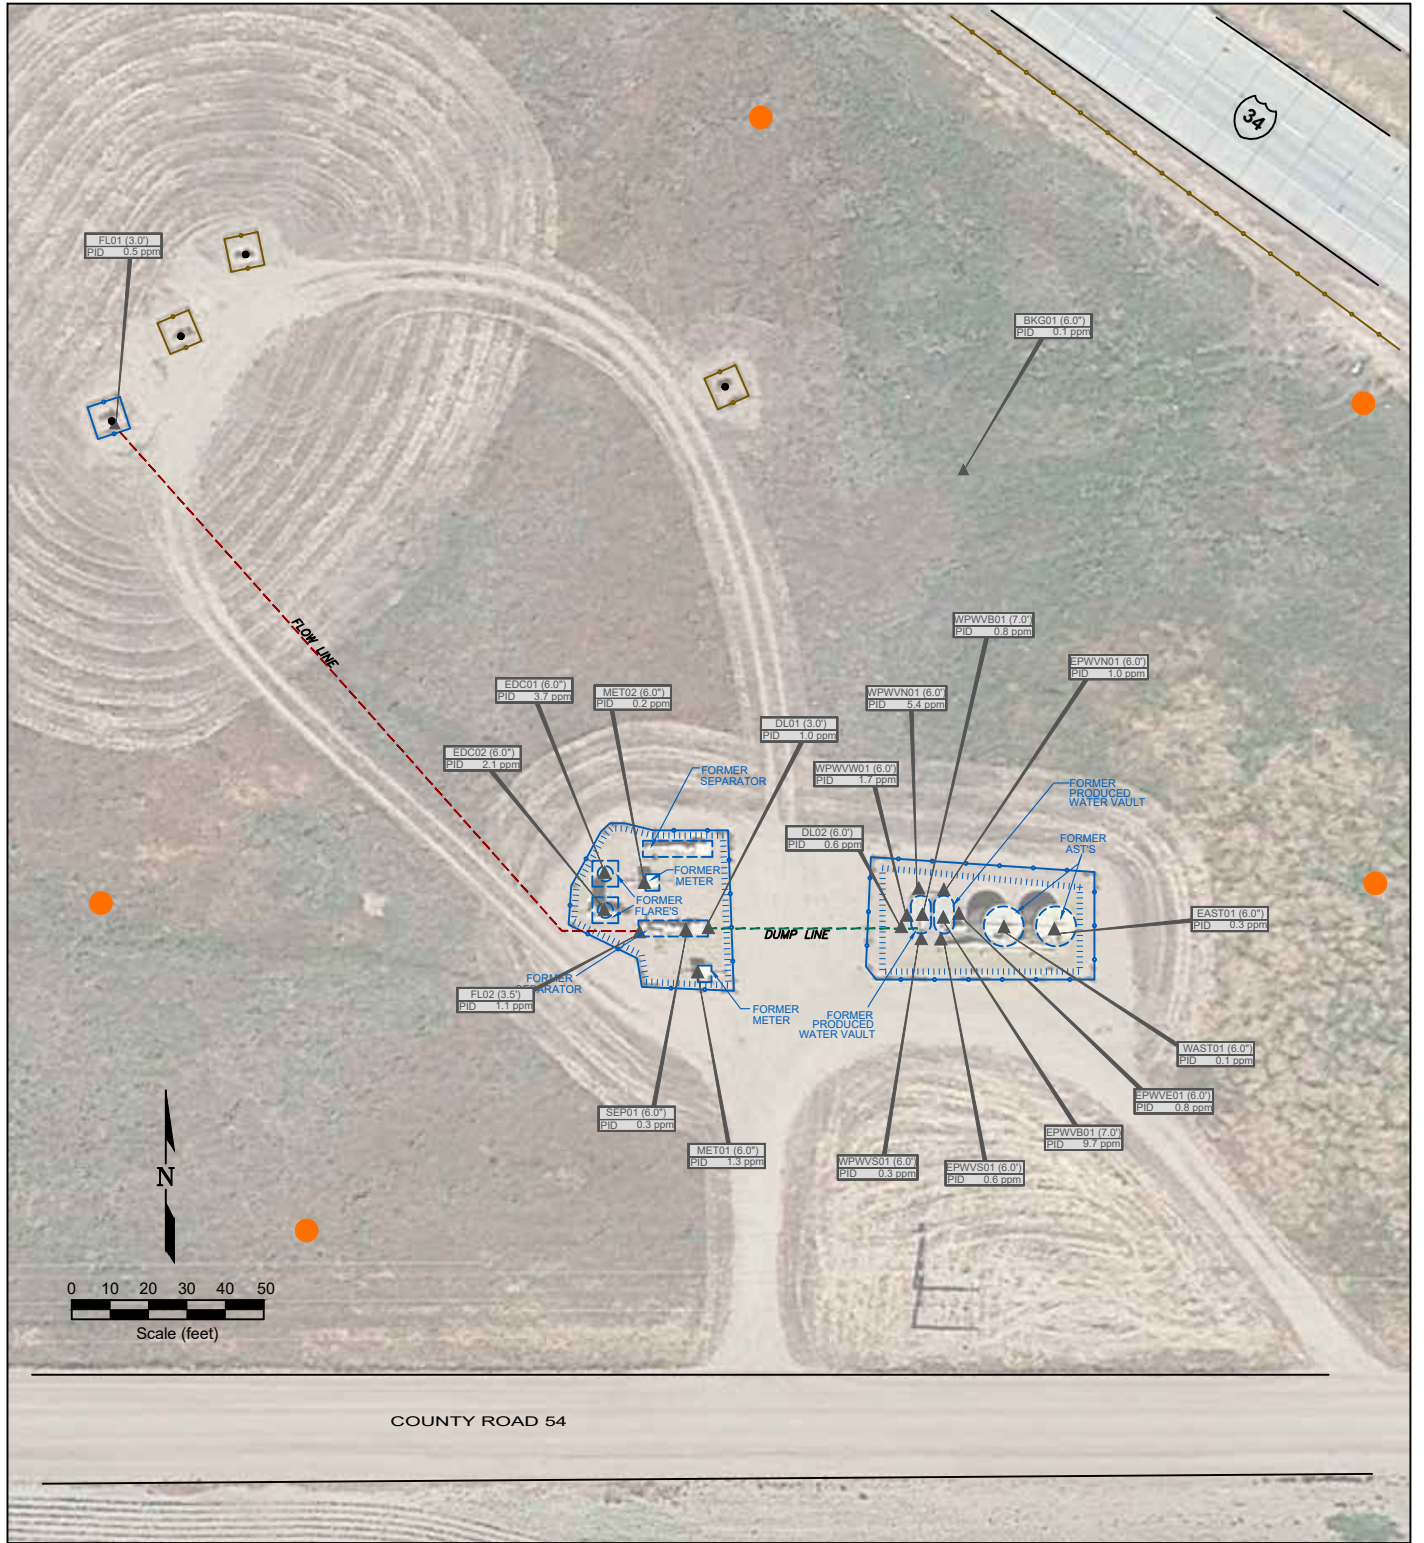 34
FL01 (3.0')
PID 0.5 ppm
BKG01 (6.0")
PID 0.1 ppm
FLOW LINE
WPWVB01 (7.0')
PID 0.8 ppm
EPWVN01 (6.0')
PID 1.0 ppm
EDC01 (6.0")
PID 3.7 ppm
MET02 (6.0")
PID 0.2 ppm
WPWVN01 (6.0')
PID 5.4 ppm
DL01 (3.0')
PID 1.0 ppm
EDC02 (6.0")
PID 2.1 ppm
FORMER
SEPARATOR
WPWVW01 (6.0')
PID 1.7 ppm
FORMER
PRODUCED
WATER VAULT
DL02 (6.0')
PID 0.6 ppm
FORMER
AST'S
FORMER
METER
FORMER
FLARE'S
EAST01 (6.0")
PID 0.3 ppm
DUMP LINE
FORMER
SEPARATOR
FL02 (3.5')
PID 1.1 ppm
FORMER
METER
FORMER
PRODUCED
WATER VAULT
WAST01 (6.0")
PID 0.1 ppm
EPWVE01 (6.0')
PID 0.8 ppm
SEP01 (6.0")
PID 0.3 ppm
EPWVB01 (7.0')
PID 9.7 ppm
MET01 (6.0")
PID 1.3 ppm
WPWVS01 (6.0')
PID 0.3 ppm
EPWVS01 (6.0')
PID 0.6 ppm
N
0 10 20 30 40 50
Scale (feet)
COUNTY ROAD 54